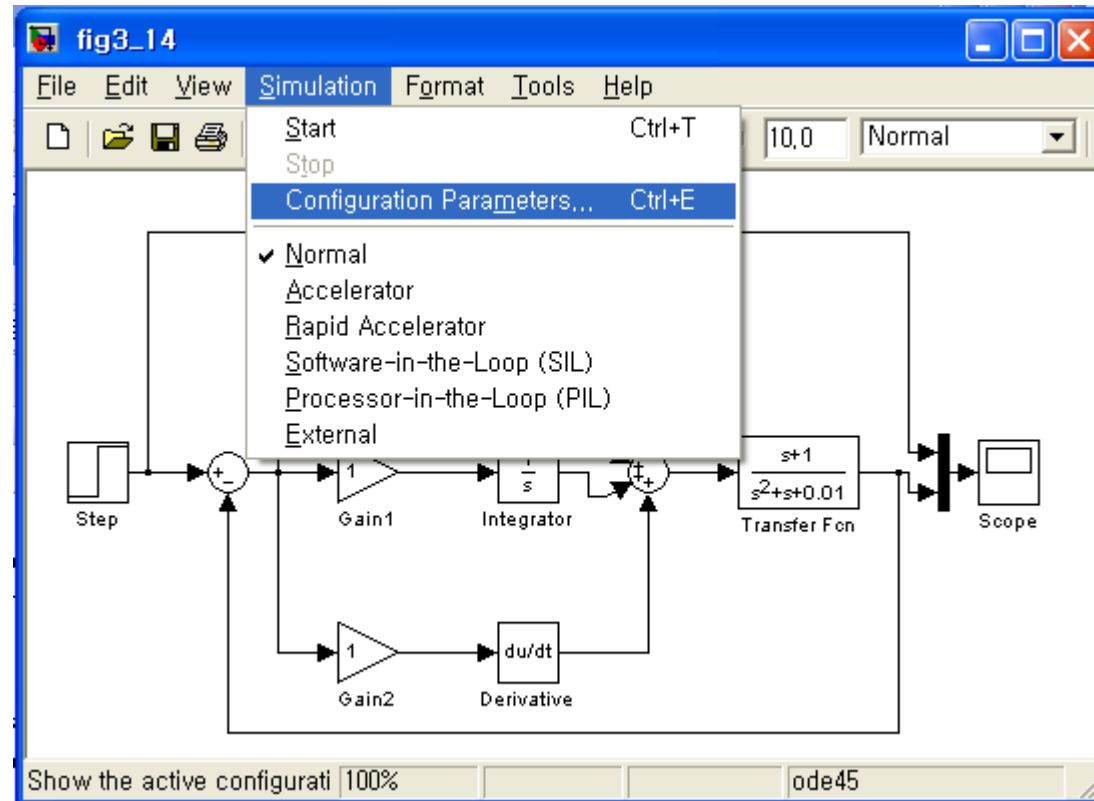 fig3_14
File Edit View Simulation Format Tools Help
10,0 Normal
Start Ctrl+T
Stop
Configuration Parameters,,, Ctrl+E
Normal
Accelerator
Rapid Accelerator
Software-in-the-Loop (SIL)
Processor-in-the-Loop (PIL)
External
Step
1
Gain1
s
Integrator
s+1
s²+s+0.01
Transfer Fcn
Scope
1
Gain2
du/dt
Derivative
Show the active configurati 100% ode45